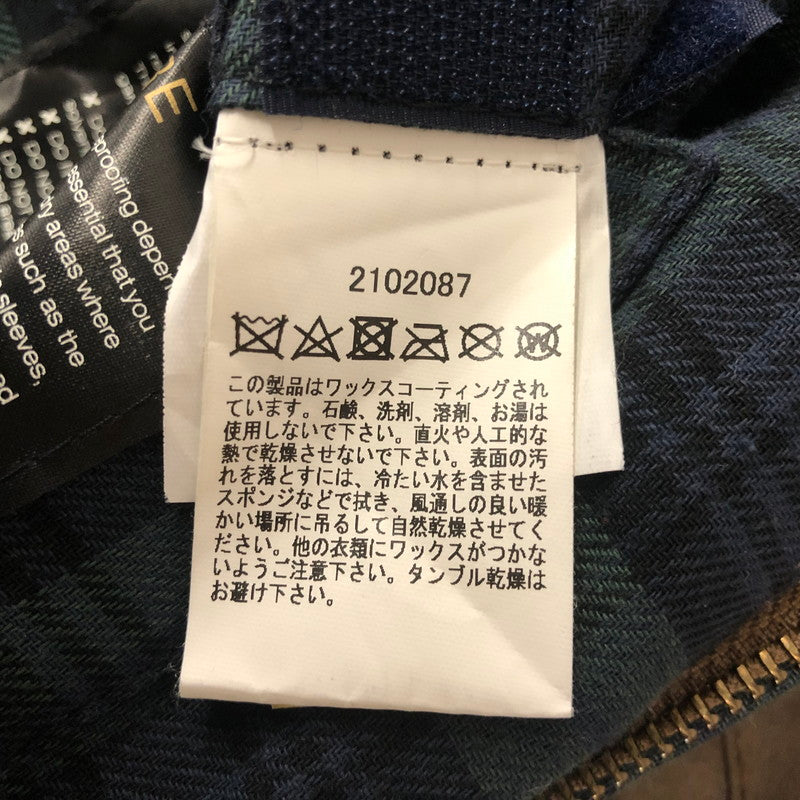 2102087
この製品はワックスコーティングされ
ています。石鹸、洗剤、溶剤、お湯は
使用しないで下さい。直火や人工的な
熱で乾燥させないで下さい。表面の汚
れを落とすには、冷たい水を含ませた
スポンジなどで拭き、風通しの良い暖
かい場所に吊るして自然乾燥させてく
ださい。他の衣類にワックスがつかな
いようご注意下さい。タンブル乾燥は
お避け下さい。
RE
proofing
essential that you
areas where
such as the
sleeves,